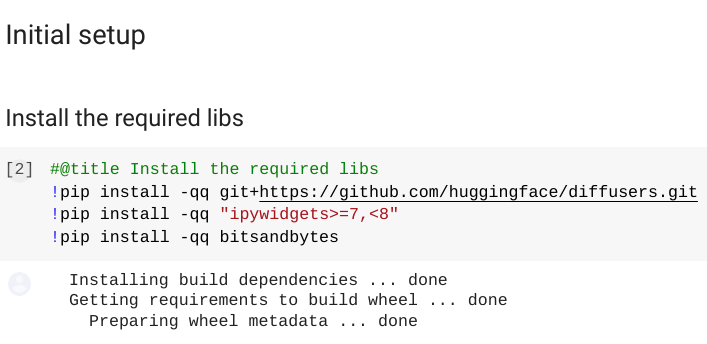 Initial setup
Install the required libs
[2] #@title Install the required libs
!pip install -qq git+https://github.com/huggingface/diffusers.git
!pip install -qq "ipywidgets>=7,<8"
!pip install -qq bitsandbytes
Installing build dependencies ... done
Getting requirements to build wheel ... done
Preparing wheel metadata ... done